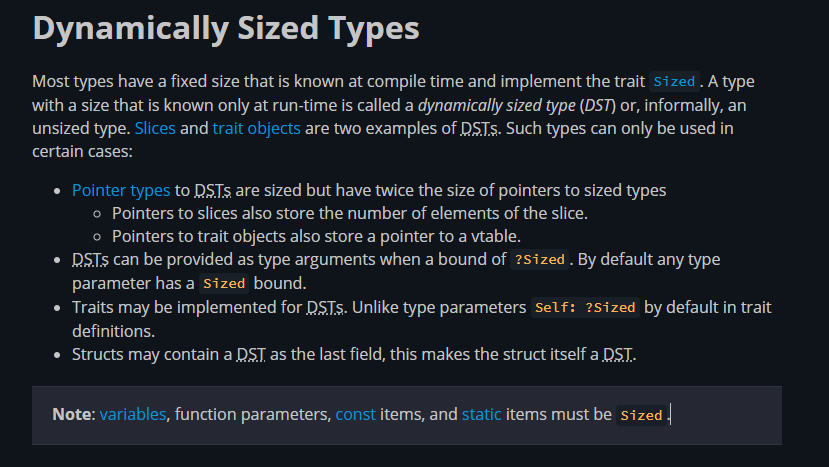 Dynamically Sized Types
Most types have a fixed size that is known at compile time and implement the trait Sized. A type
with a size that is known only at run-time is called a dynamically sized type (DST) or, informally, an
unsized type. Slices and trait objects are two examples of DSTs. Such types can only be used in
certain cases:
• Pointer types to DSTs are sized but have twice the size of pointers to sized types
◦ Pointers to slices also store the number of elements of the slice.
◦ Pointers to trait objects also store a pointer to a vtable.
• DSTs can be provided as type arguments when a bound of ?Sized. By default any type
parameter has a Sized bound.
• Traits may be implemented for DSTs. Unlike type parameters Self: ?Sized by default in trait
definitions.
• Structs may contain a DST as the last field, this makes the struct itself a DST.
Note: variables, function parameters, const items, and static items must be Sized.